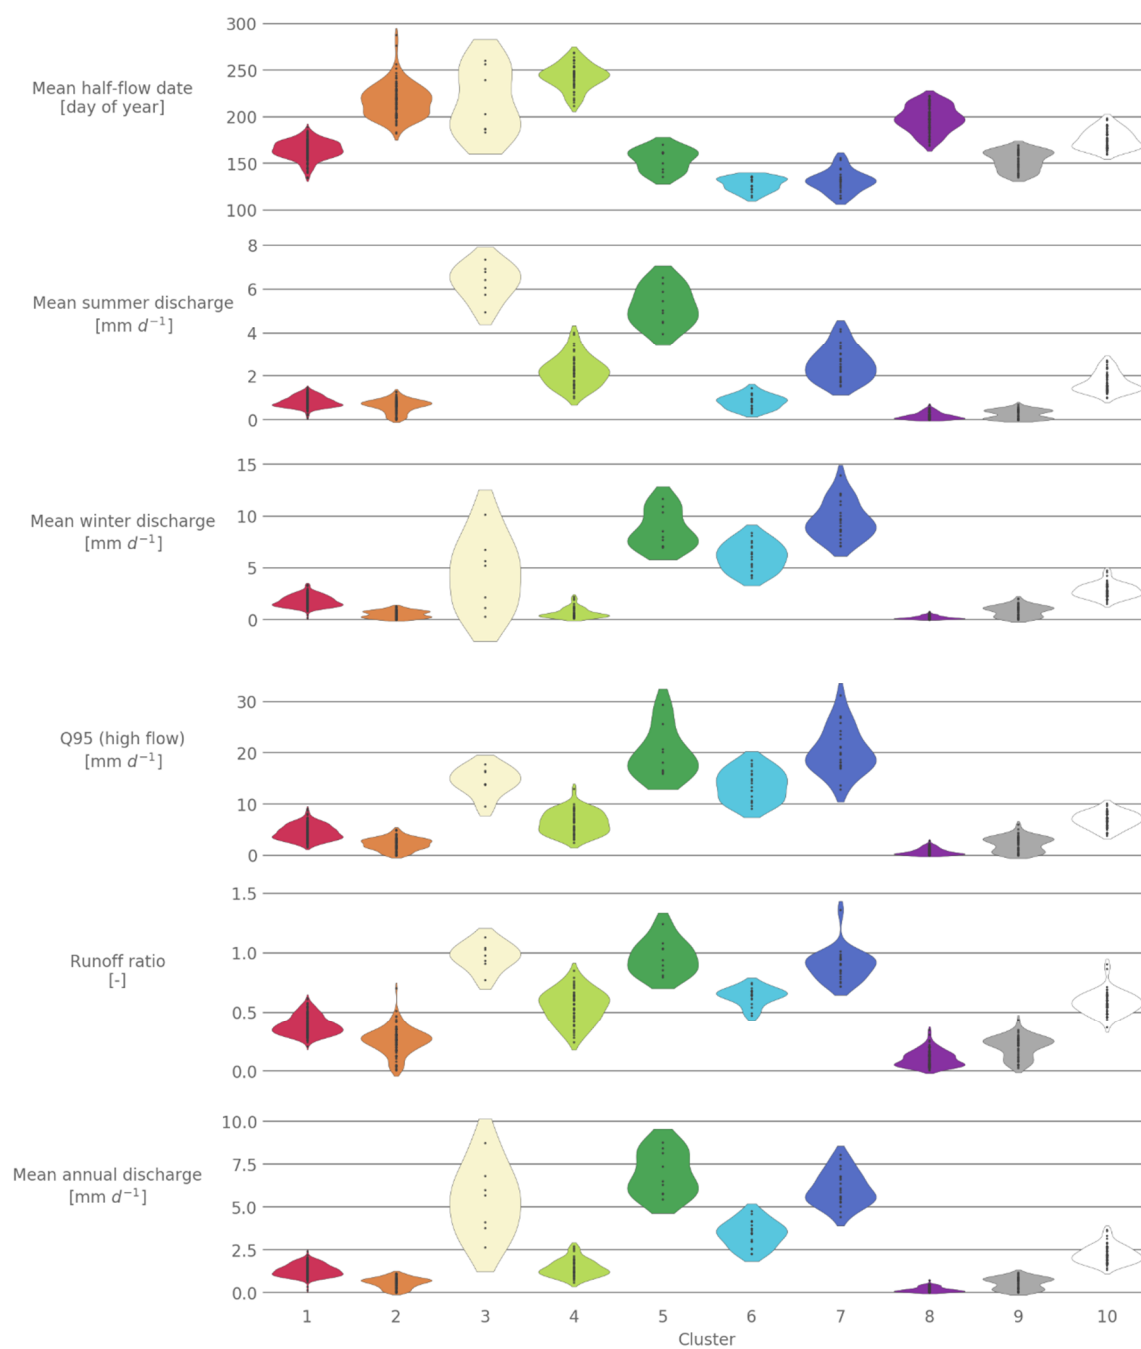 300
250
Mean half-flow date
[day of year]
200
150
100
8
6
Mean summer discharge
[mm d⁻¹]
4
2
0
15
Mean winter discharge
[mm d⁻¹]
10
5
0
30
Q95 (high flow)
[mm d⁻¹]
20
10
0
1.5
Runoff ratio
[-]
1.0
0.5
0.0
10.0
Mean annual discharge
[mm d⁻¹]
7.5
5.0
2.5
0.0
1 2 3 4 5 6 7 8 9 10
Cluster